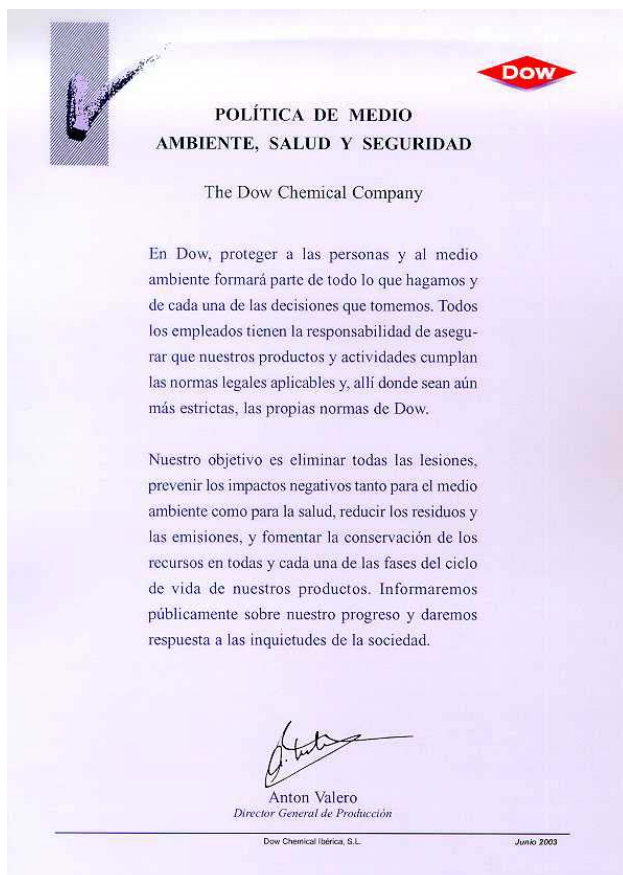 Dow
POLÍTICA DE MEDIO
AMBIENTE, SALUD Y SEGURIDAD
The Dow Chemical Company
En Dow, proteger a las personas y al medio
ambiente formará parte de todo lo que hagamos y
de cada una de las decisiones que tomemos. Todos
los empleados tienen la responsabilidad de asegu-
rar que nuestros productos y actividades cumplan
las normas legales aplicables y, allí donde sean aún
más estrictas, las propias normas de Dow.
Nuestro objetivo es eliminar todas las lesiones,
prevenir los impactos negativos tanto para el medio
ambiente como para la salud, reducir los residuos y
las emisiones, y fomentar la conservación de los
recursos en todas y cada una de las fases del ciclo
de vida de nuestros productos. Informaremos
públicamente sobre nuestro progreso y daremos
respuesta a las inquietudes de la sociedad.
Anton Valero
Director General de Producción
Dow Chemical Ibérica, S.L.
Junio 2003